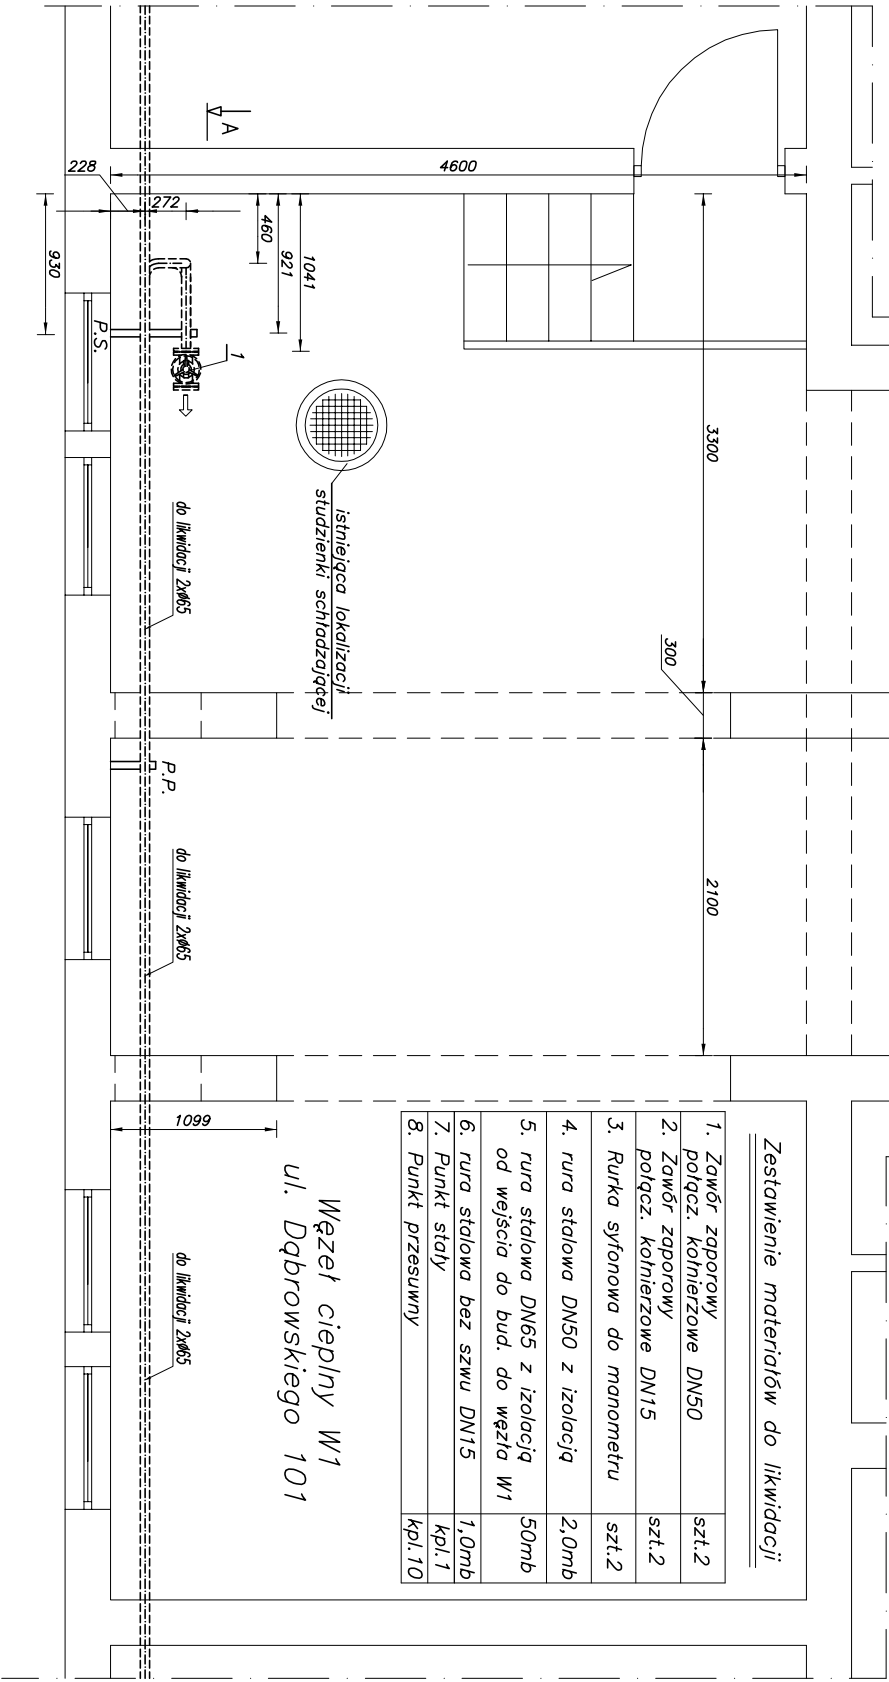 Zestawienie materiałów do likwidacji
1. Zawór zaporowy
połącz. kołnierzowe DN50
szt.2
2. Zawór zaporowy
połącz. kołnierzowe DN15
szt.2
3. Rurka syfonowa do manometru
szt.2
4. rura stalowa DN50 z izolacją
2,0mb
5. rura stalowa DN65 z izolacją
od wejścia do bud. do węzła W1
50mb
6. rura stalowa bez szwu DN15
1,0mb
7. Punkt stały
kpl.1
8. Punkt przesuwny
kpl.10
Węzeł cieplny W1
ul. Dąbrowskiego 101
3300
300
2100
4600
istniejąca lokalizacji
studzienki schładzającej
1041
921
460
1
A
272
228
930
1099
P.S.
P.P.
do likwidacji 2xø65
do likwidacji 2xø65
do likwidacji 2xø65